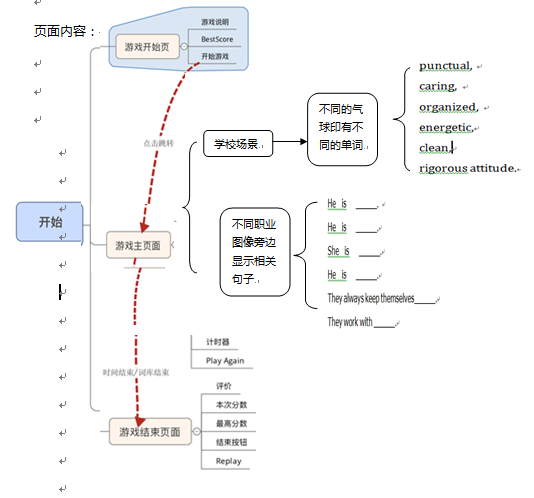 页面内容：
游戏开始页
游戏说明
BestScore
开始游戏
点击跳转
学校场景
不同的气
球印有不
同的单词
punctual,
caring,
organized,
energetic,
clean,
rigorous attitude.
开始
游戏主页面
不同职业
图像旁边
显示相关
句子
He is ____.
He is ____
She is ____
He is ____
They always keep themselves____.
They work with ____.
计时器
Play Again
时间结束/词库结束
游戏结束页面
评价
本次分数
最高分数
结束按钮
Replay